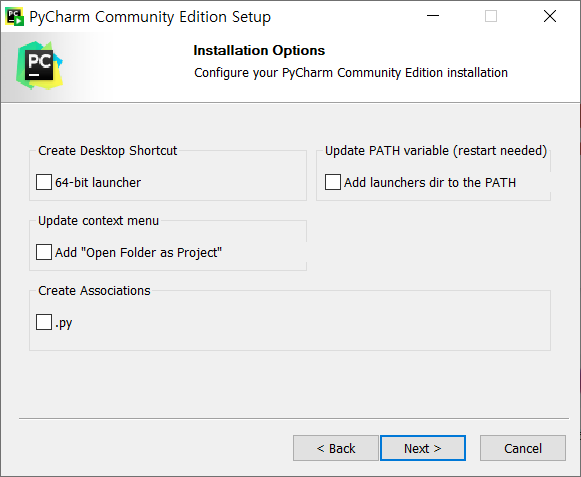 PyCharm Community Edition Setup
PC
Installation Options
Configure your PyCharm Community Edition installation
Create Desktop Shortcut
64-bit launcher
Update PATH variable (restart needed)
Add launchers dir to the PATH
Update context menu
Add "Open Folder as Project"
Create Associations
.py
< Back
Next >
Cancel